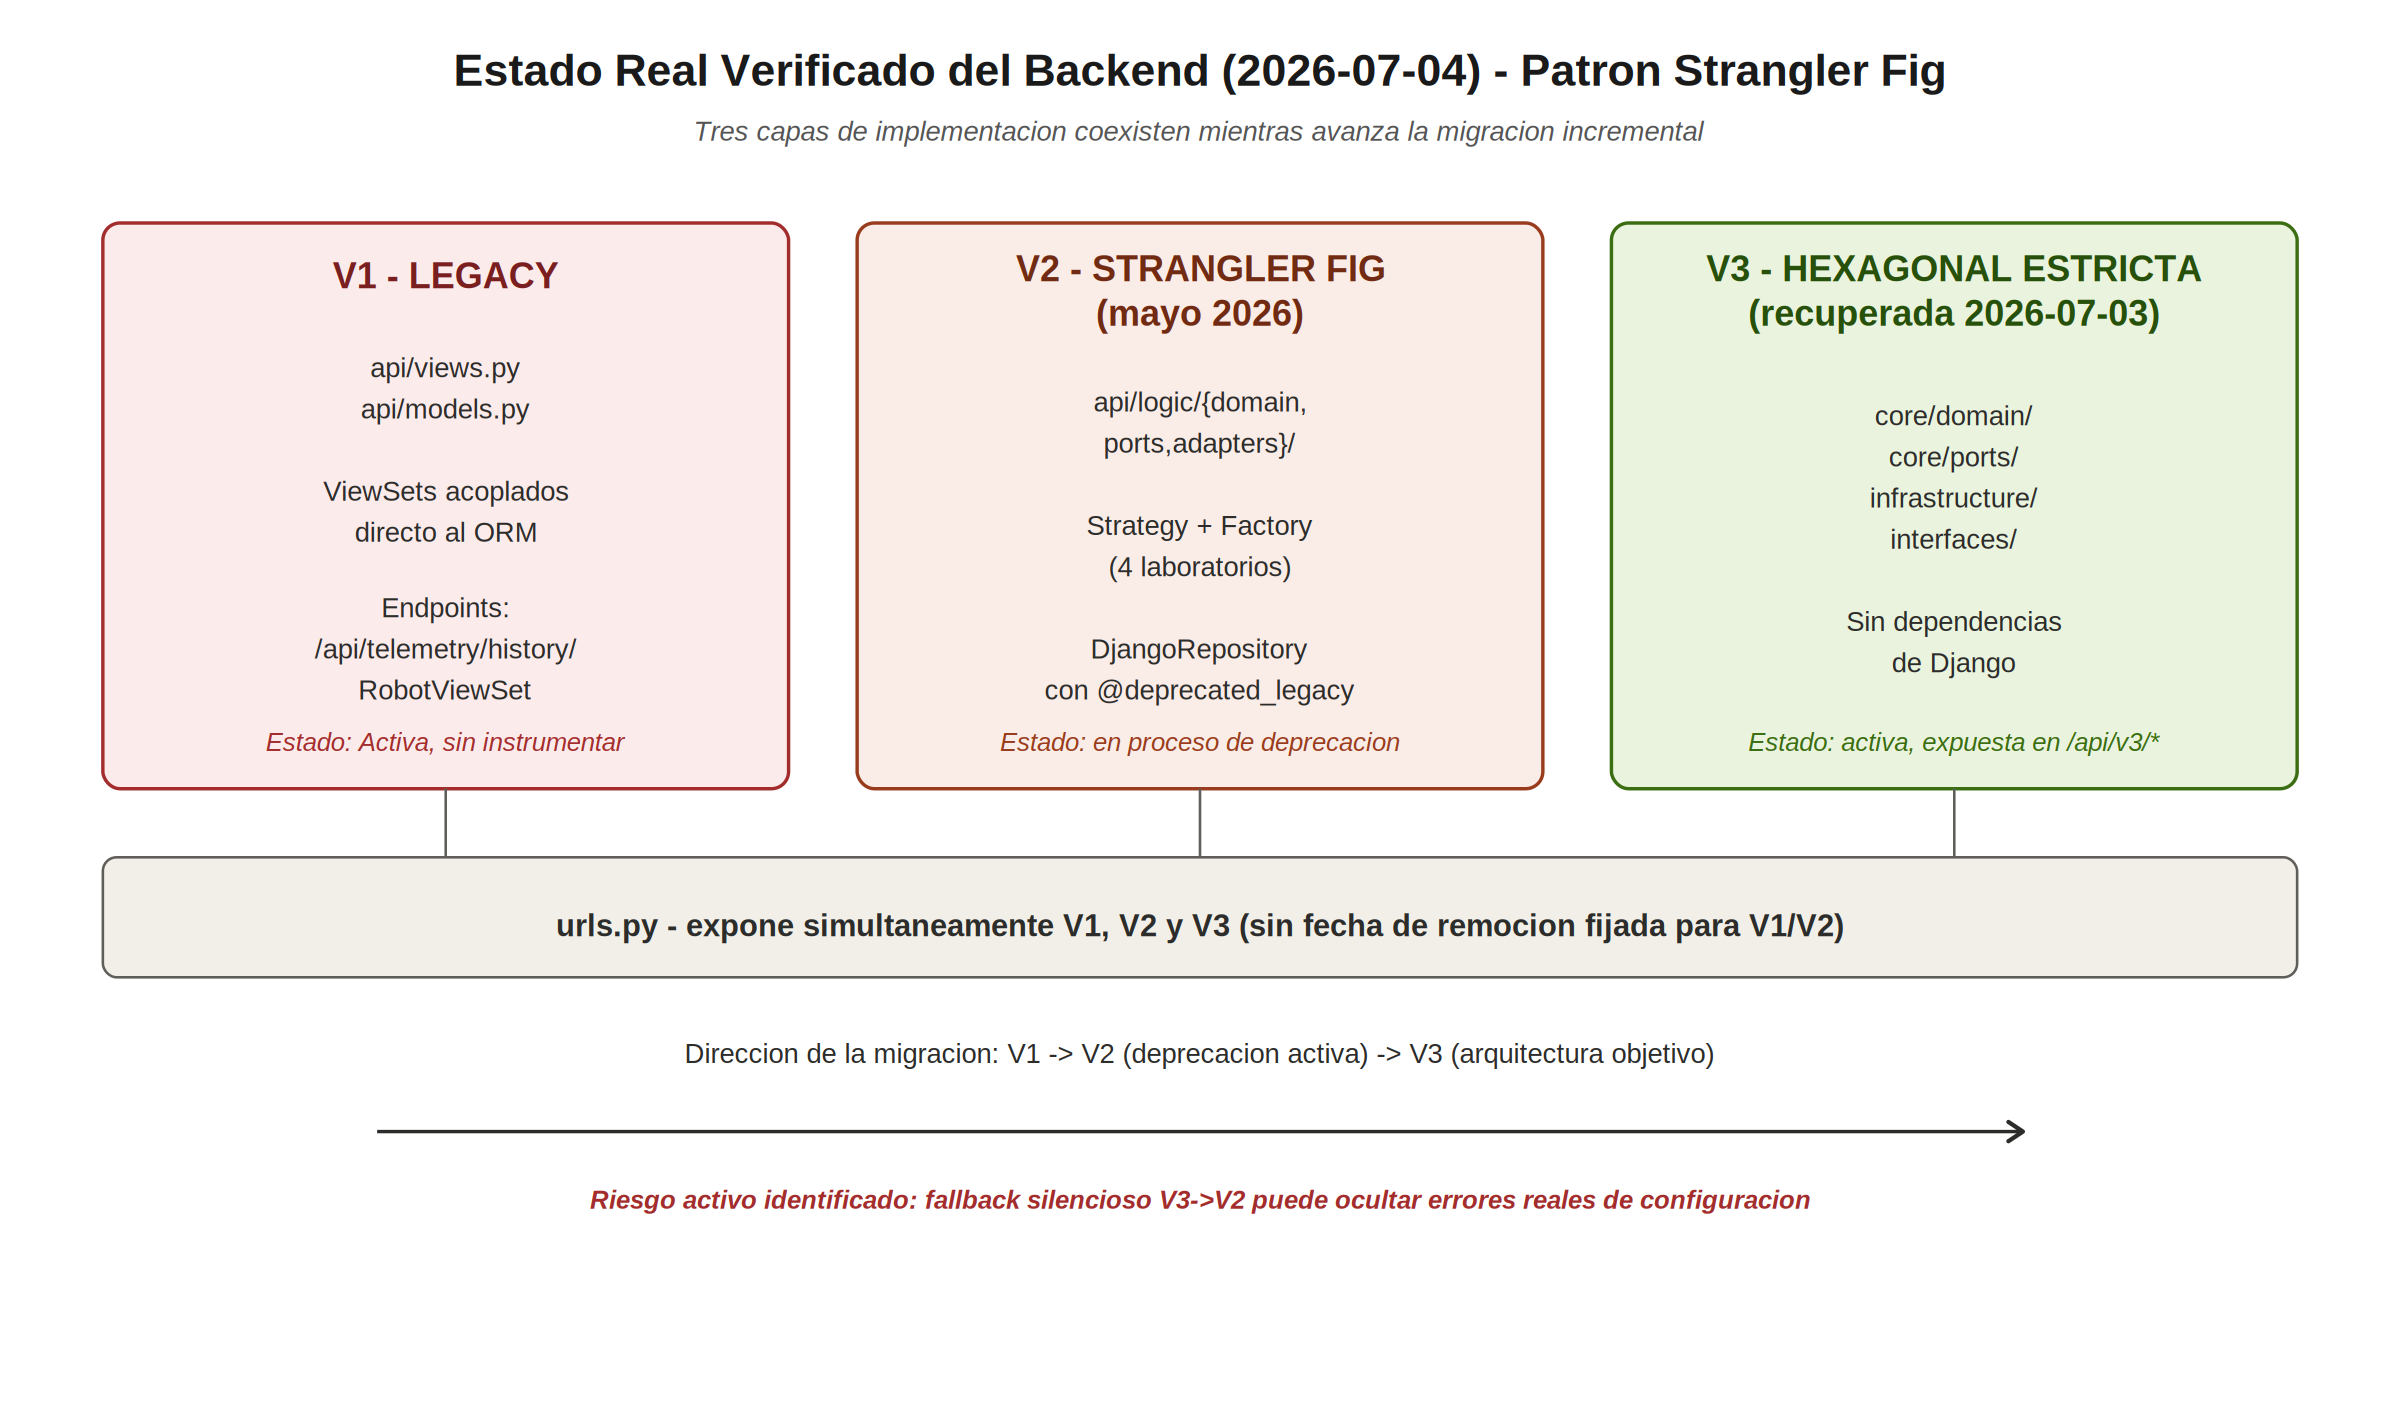 Estado Real Verificado del Backend (2026-07-04) - Patron Strangler Fig
Tres capas de implementacion coexisten mientras avanza la migracion incremental
V1 - LEGACY
api/views.py
api/models.py
ViewSets acoplados
directo al ORM
Endpoints:
/api/telemetry/history/
RobotViewSet
Estado: Activa, sin instrumentar
V2 - STRANGLER FIG
(mayo 2026)
api/logic/{domain,
ports,adapters}/
Strategy + Factory
(4 laboratorios)
DjangoRepository
con @deprecated_legacy
Estado: en proceso de deprecacion
V3 - HEXAGONAL ESTRICTA
(recuperada 2026-07-03)
core/domain/
core/ports/
infrastructure/
interfaces/
Sin dependencias
de Django
Estado: activa, expuesta en /api/v3/*
urls.py - expone simultaneamente V1, V2 y V3 (sin fecha de remocion fijada para V1/V2)
Direccion de la migracion: V1 -> V2 (deprecacion activa) -> V3 (arquitectura objetivo)
Riesgo activo identificado: fallback silencioso V3->V2 puede ocultar errores reales de configuracion